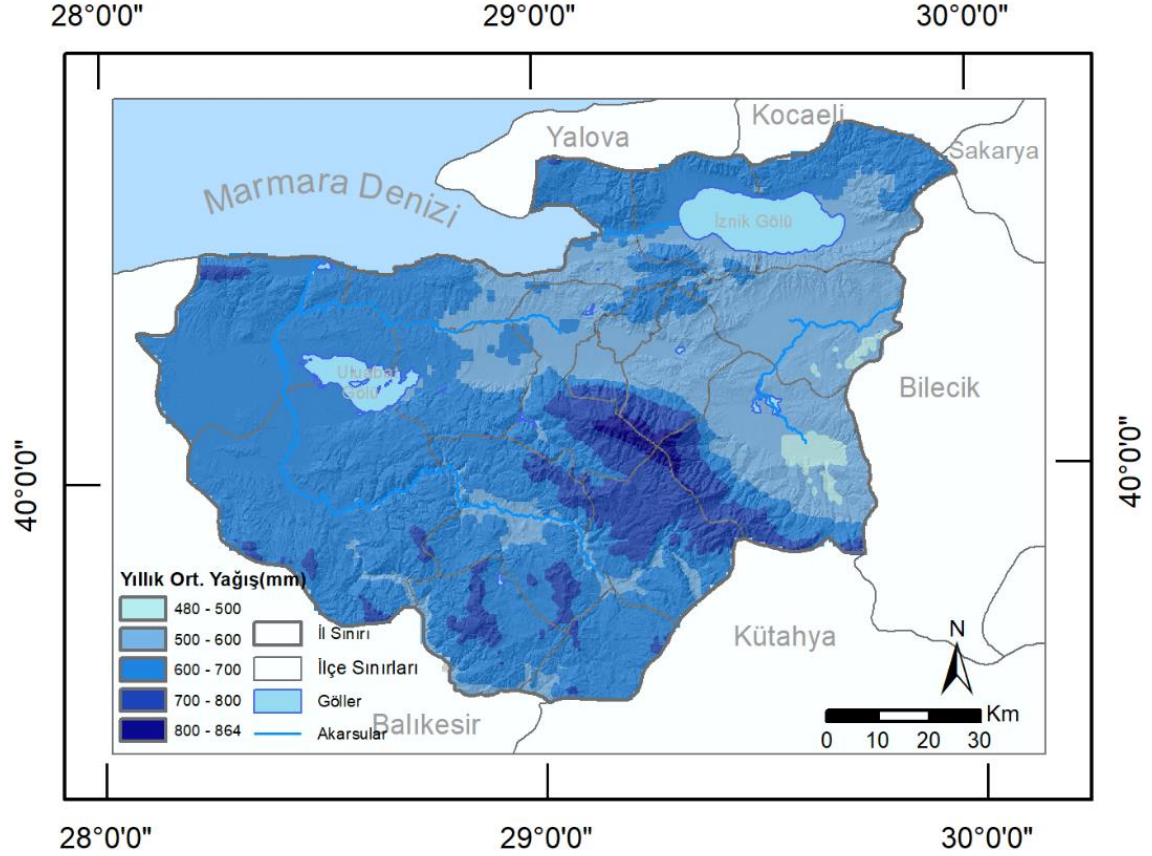 28°0'0"
29°0'0"
30°0'0"
Kocaeli
Yalova
Sakarya
Marmara Denizi
İznik Gölü
Uluabat
Gölü
Bilecik
40°0'0"
40°0'0"
Yıllık Ort. Yağış(mm)
480 - 500
500 - 600
600 - 700
700 - 800
800 - 864
İl Sınırı
İlçe Sınırları
Göller
Akarsular
Kütahya
Balıkesir
N
Km
0 10 20 30
28°0'0"
29°0'0"
30°0'0"